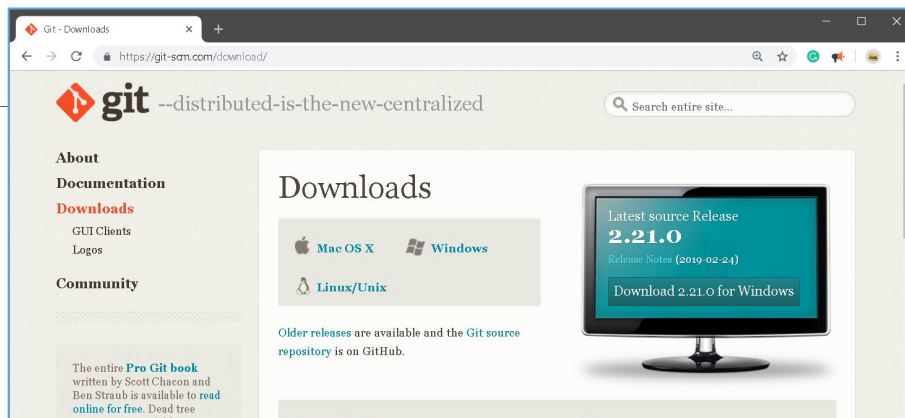 Git - Downloads
https://git-scm.com/download/
git --distributed-is-the-new-centralized
Search entire site...
About
Documentation
Downloads
GUI Clients
Logos
Community
The entire Pro Git book
written by Scott Chacon and
Ben Straub is available to read
online for free. Dead tree
Downloads
Mac OS X
Windows
Linux/Unix
Older releases are available and the Git source
repository is on GitHub.
Latest source Release
2.21.0
Release Notes (2019-02-24)
Download 2.21.0 for Windows